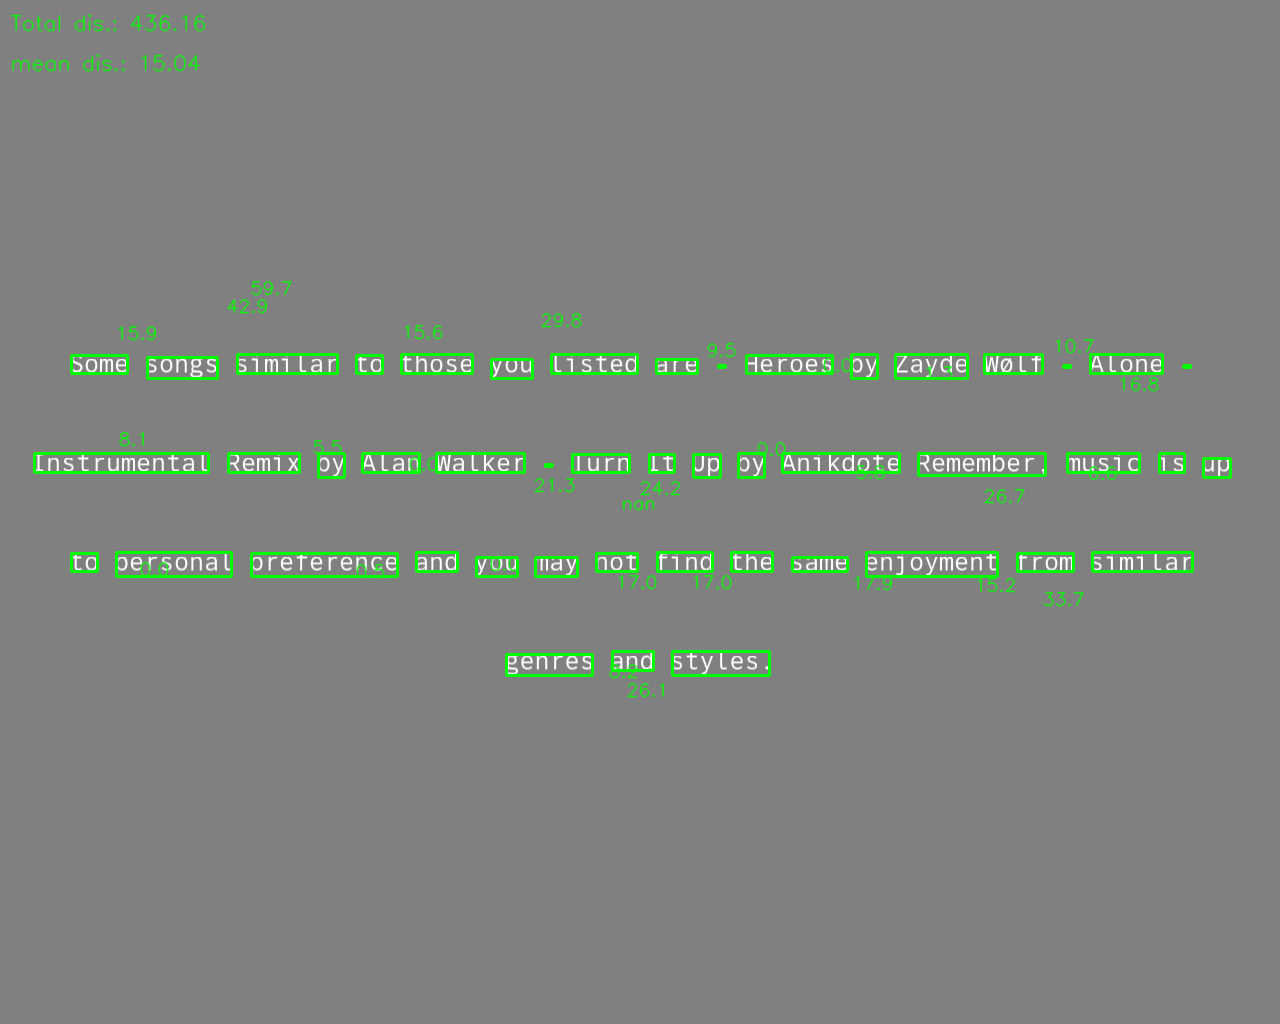 Total dis.: 436.16
mean dis.: 15.04
59.7
42.9
15.9 15.6 29.8 9.5 10.7
Some songs similar to those you listed are - Heroes by Zayde Wølf - Alone -
16.8
8.1 5.5 0.0
Instrumental Remix by Alan Walker - Turn It Up by Anikdote Remember, music is up
21.3 24.2 26.7
nan
to personal preference and you may not find the same enjoyment from similar
17.0 17.0 17.9 15.2 33.7
genres and styles.
8.2
26.1